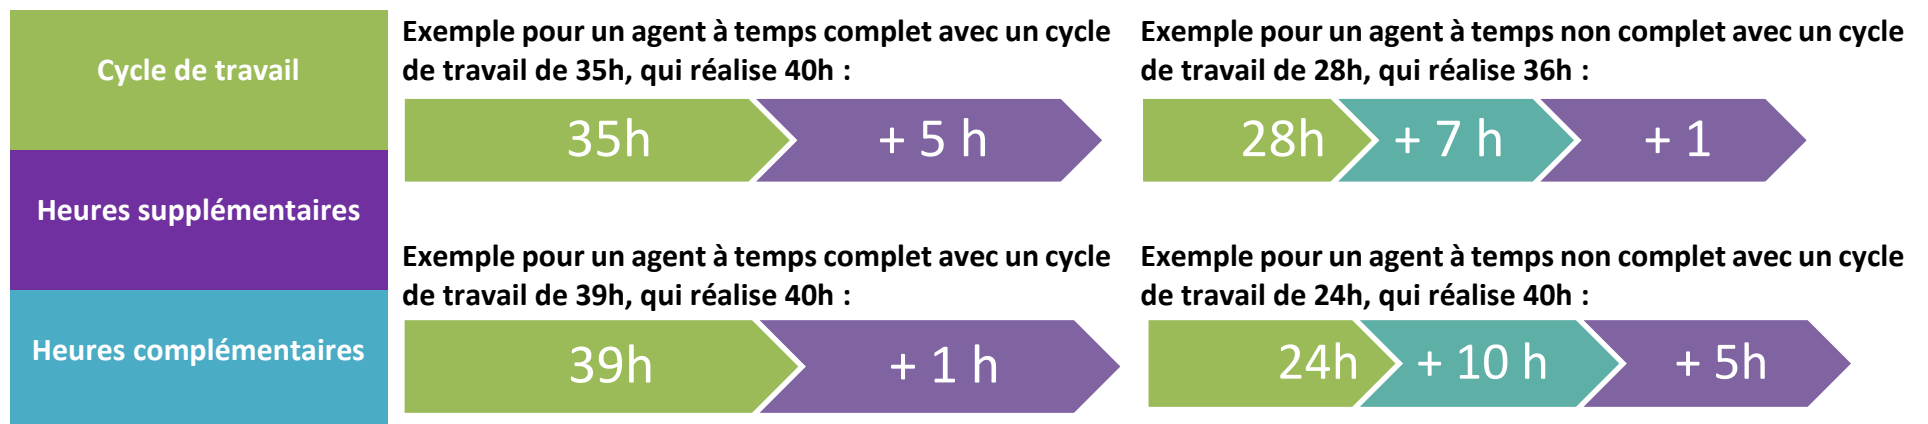 Cycle de travail
Heures supplémentaires
Heures complémentaires
Exemple pour un agent à temps complet avec un cycle
de travail de 35h, qui réalise 40h :
35h
+ 5 h
Exemple pour un agent à temps non complet avec un cycle
de travail de 28h, qui réalise 36h :
28h
+ 7 h
+ 1
Exemple pour un agent à temps complet avec un cycle
de travail de 39h, qui réalise 40h :
39h
+ 1 h
Exemple pour un agent à temps non complet avec un cycle
de travail de 24h, qui réalise 40h :
24h
+ 10 h
+ 5h